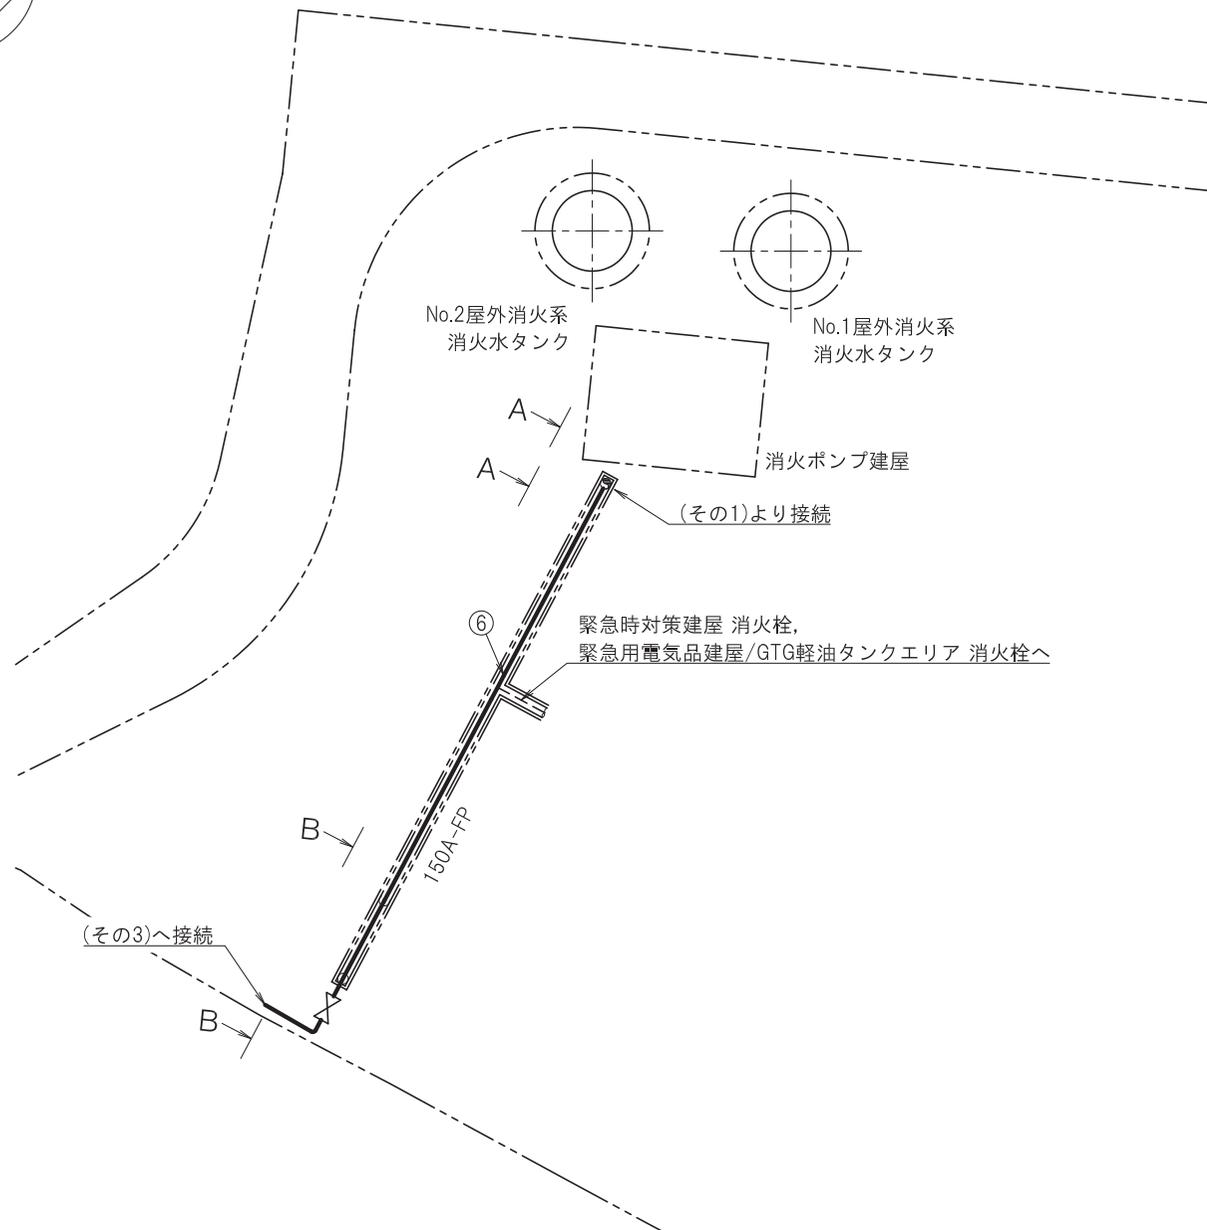 No.2屋外消火系
消火水タンク
No.1屋外消火系
消火水タンク
A
A
消火ポンプ建屋
(その1)より接続
⑥
緊急時対策建屋 消火栓,
緊急用電気品建屋/GTG軽油タンクエリア 消火栓へ
B
150A-FP
(その3)へ接続
B